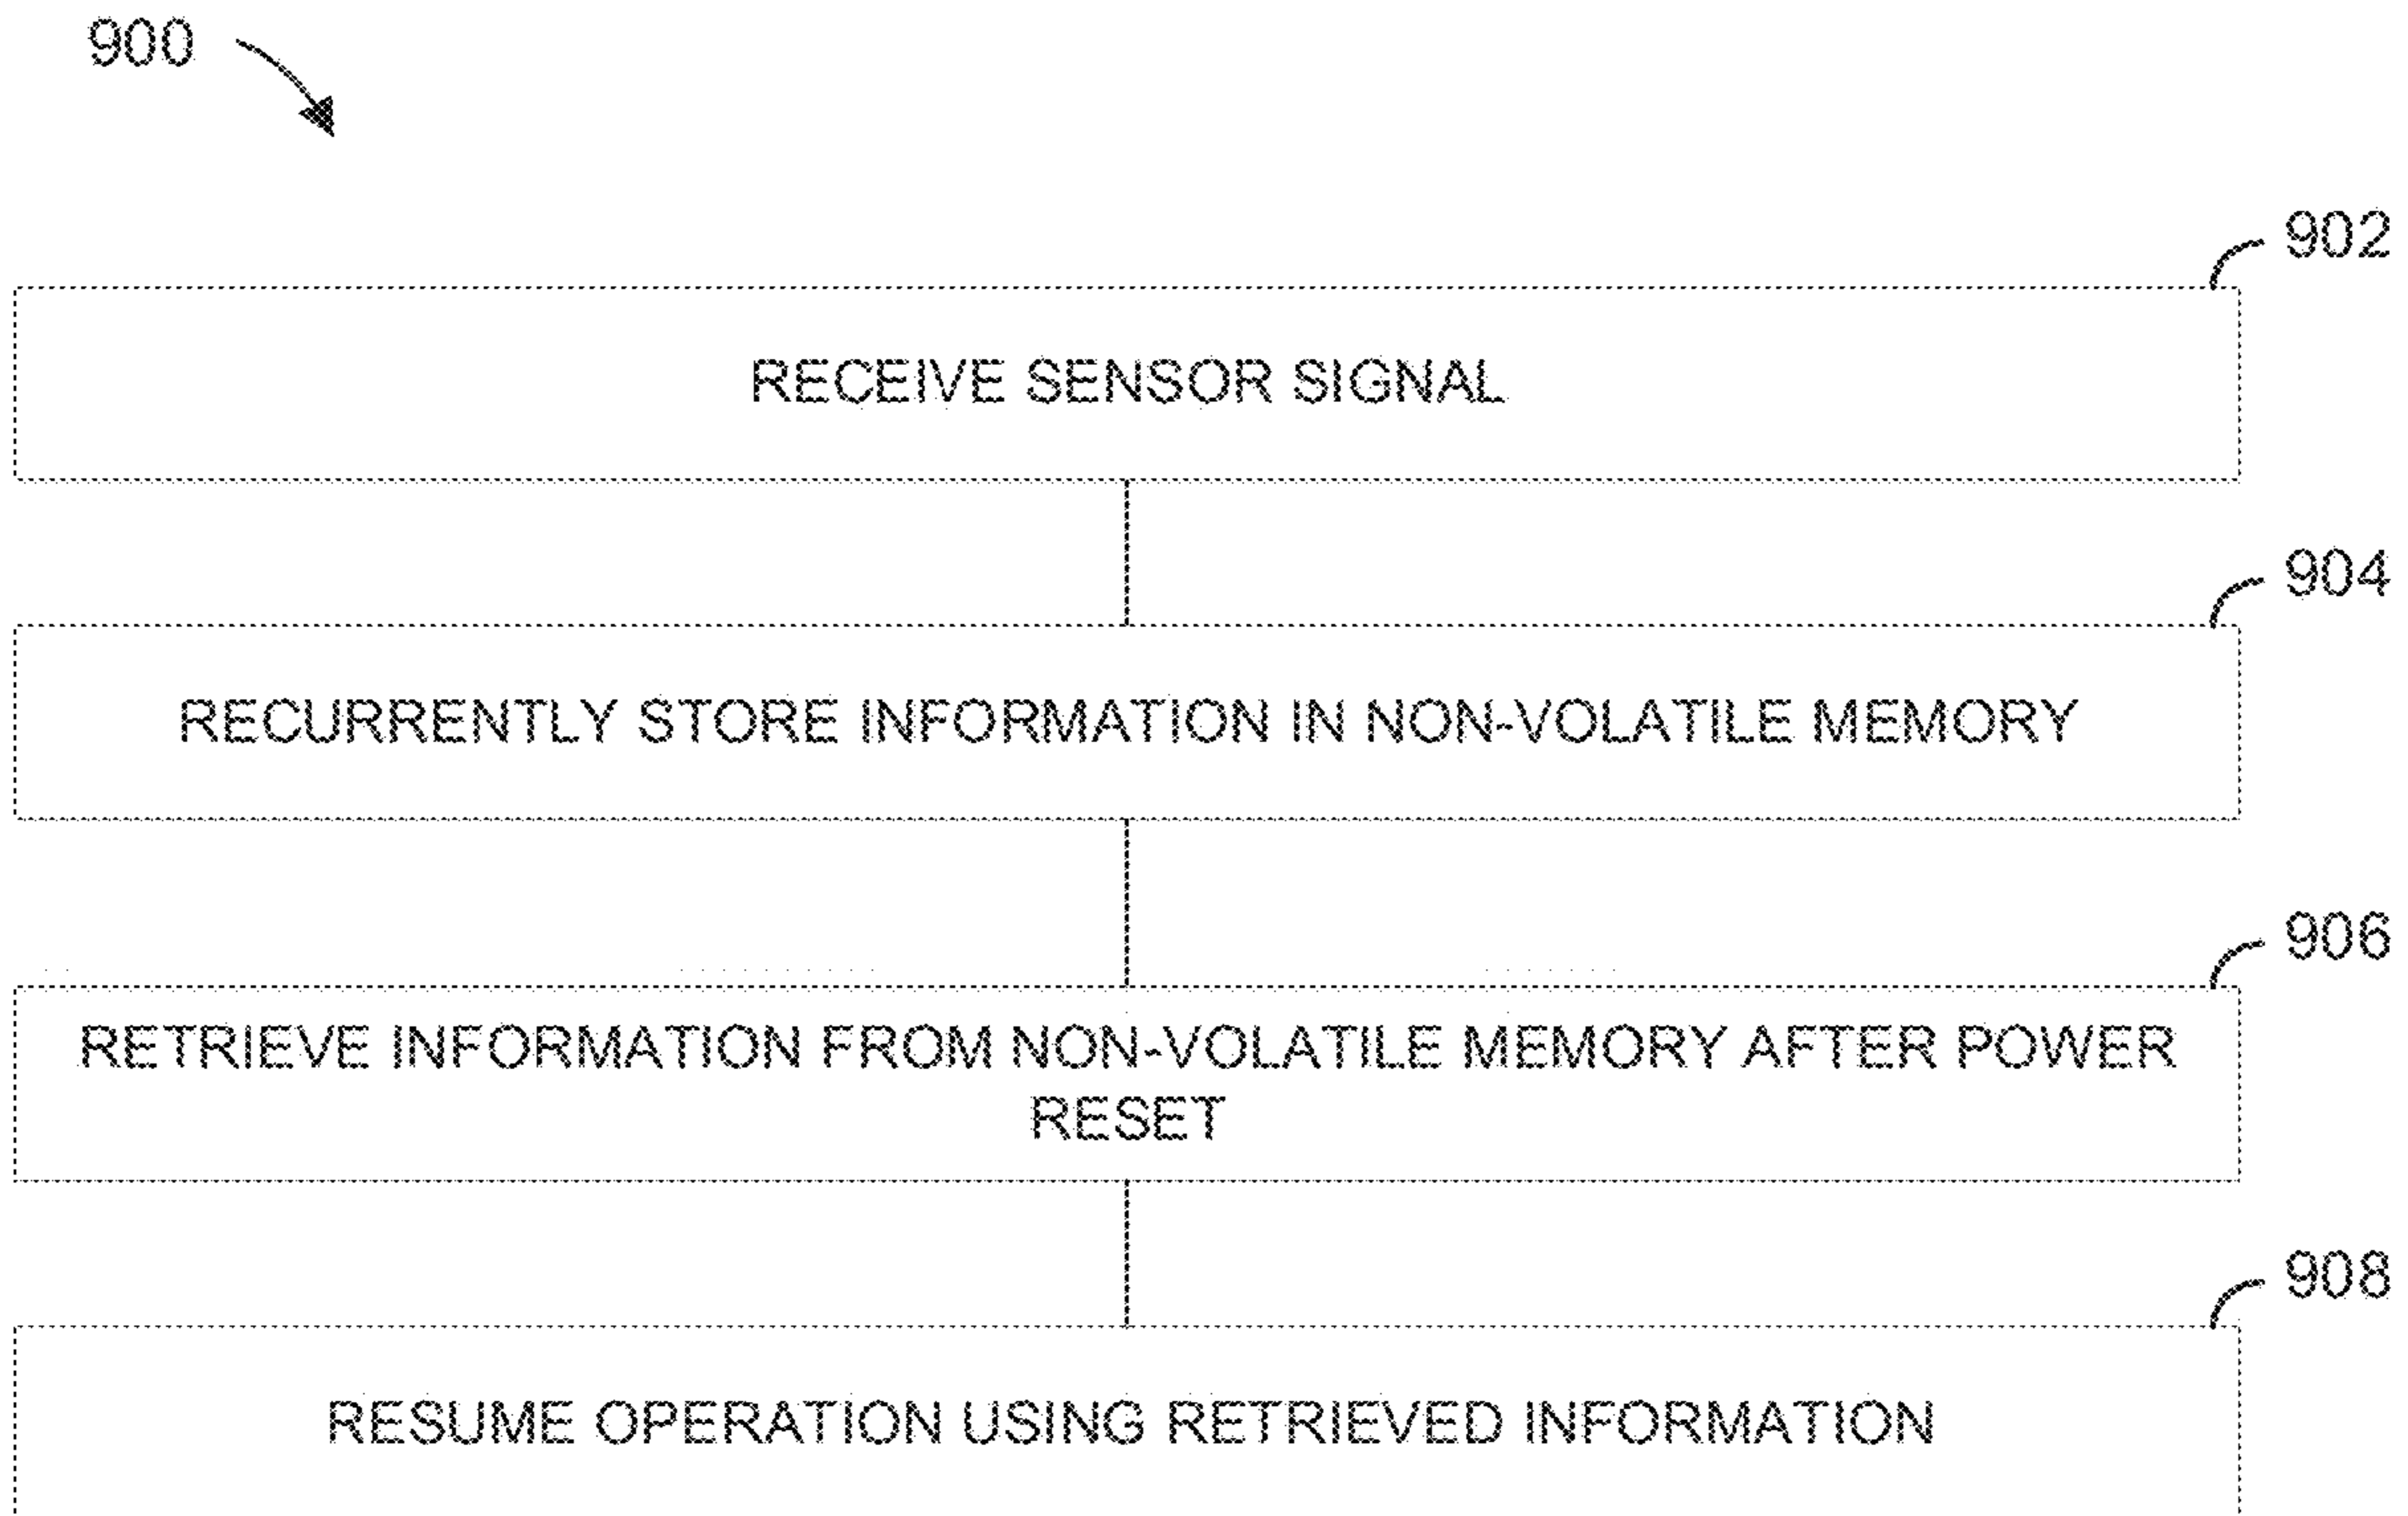 900
902
RECEIVE SENSOR SIGNAL
904
RECURRENTLY STORE INFORMATION IN NON-VOLATILE MEMORY
906
RETRIEVE INFORMATION FROM NON-VOLATILE MEMORY AFTER POWER
RESET
908
RESUME OPERATION USING RETRIEVED INFORMATION